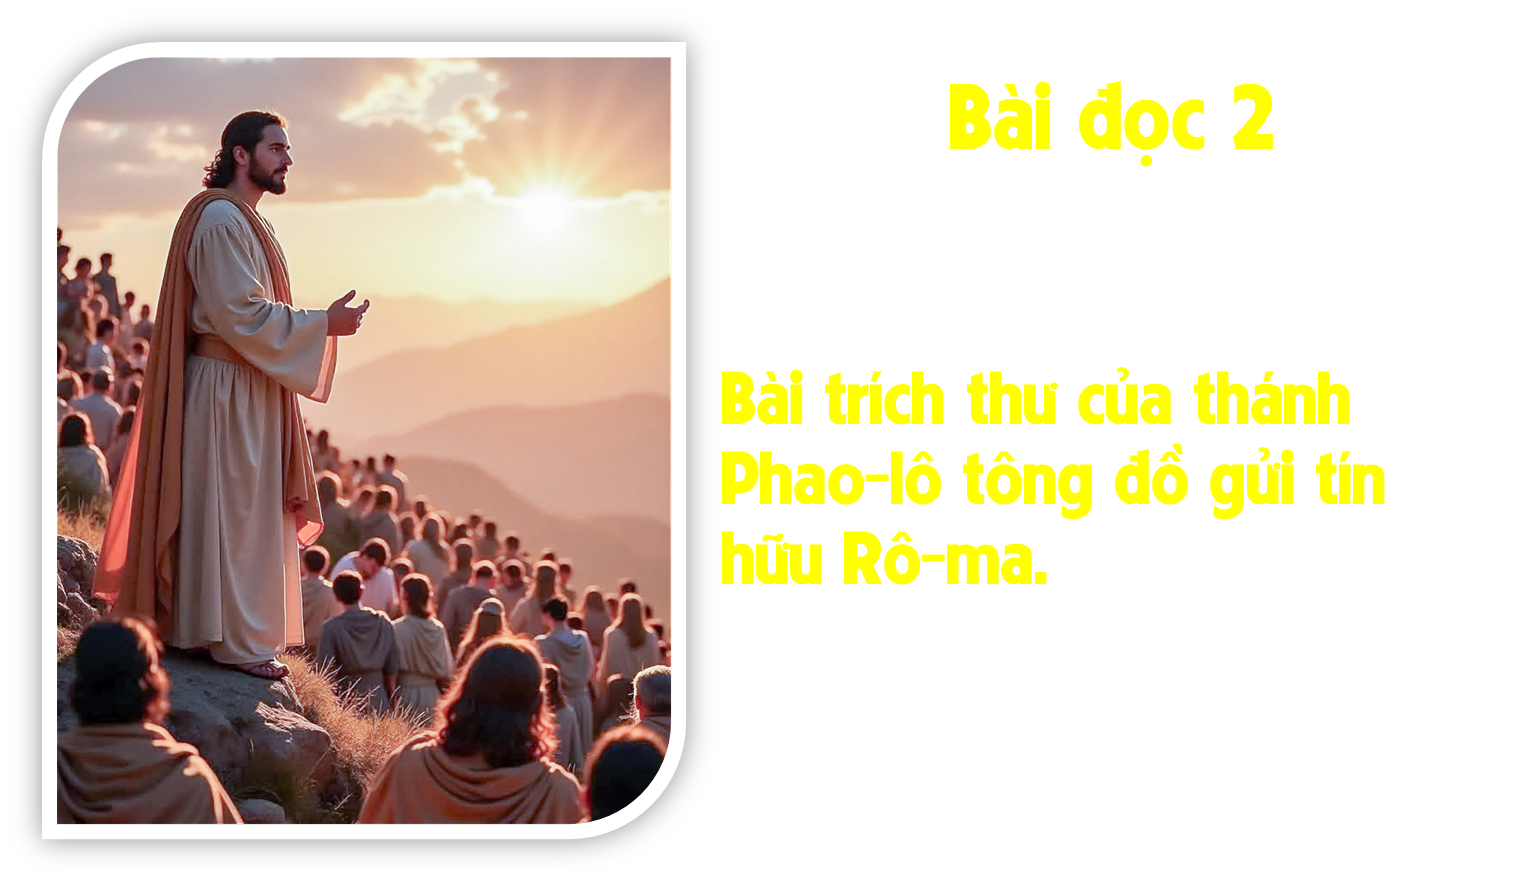 Bài đọc 2
Bài trích thư của thánh
Phao-lô tông đồ gửi tín
hữu Rô-ma.